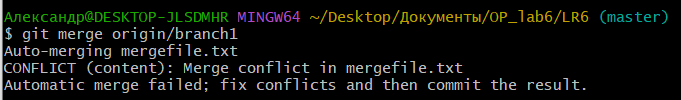 Александр@DESKTOP-JLSDMHR MINGW64 ~/Desktop/Документы/OP_lab6/LR6 (master)
$ git merge origin/branch1
Auto-merging mergefile.txt
CONFLICT (content): Merge conflict in mergefile.txt
Automatic merge failed; fix conflicts and then commit the result.